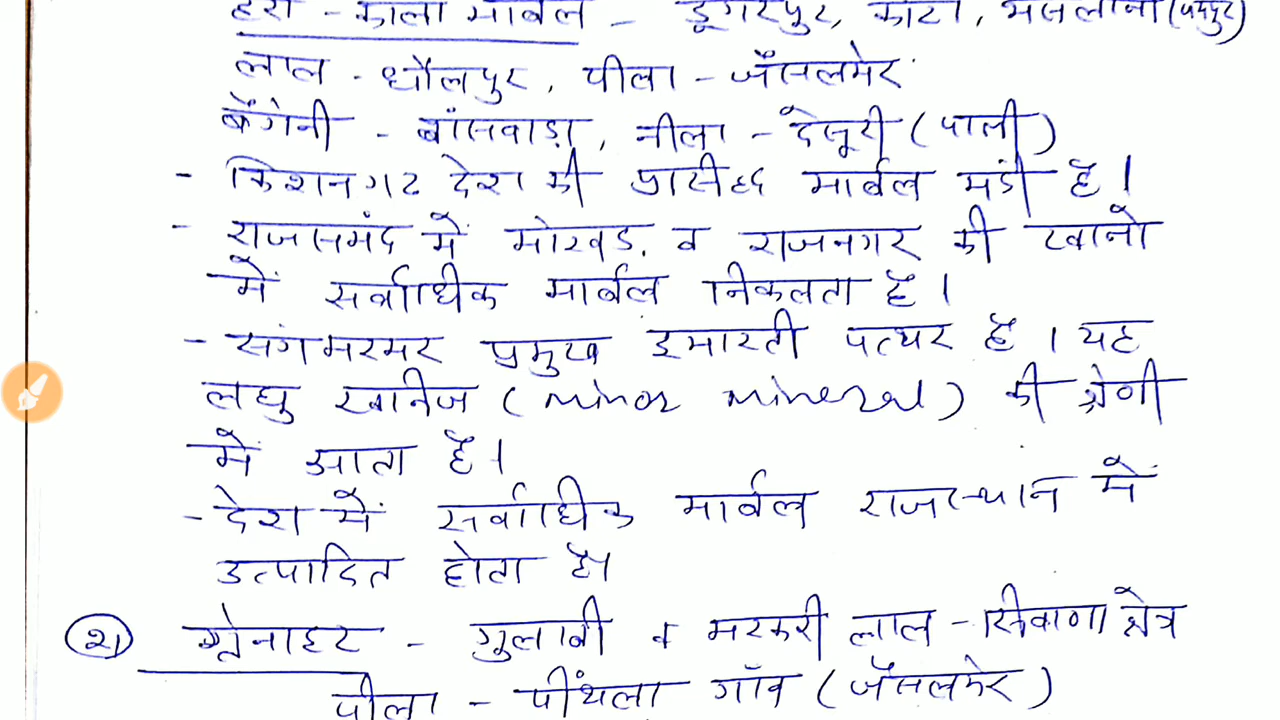 हरा - काला मार्बल - डूंगरपुर, कोटा, भैसलाना (जयपुर)
लाल - धौलपुर, पीला - जैसलमेर
बैंगनी - बांसवाड़ा, नीला - देसूरी (पाली)
- किशनगढ देश की प्रसिद्ध मार्बल मंडी है।
- राजसमंद में मोखड व राजनगर की खानो
में सर्वाधिक मार्बल निकलता है।
- संगमरमर प्रमुख इमारती पत्थर है। यह
लघु खनिज (minor mineral) की श्रेणी
में आता है।
- देश में सर्वाधिक मार्बल राजस्थान में
उत्पादित होता है।
2) ग्रेनाइट - गुलाबी व मरकरी लाल - सिवाणा क्षेत्र
पीला - पीथला गाँव (जैसलमेर)